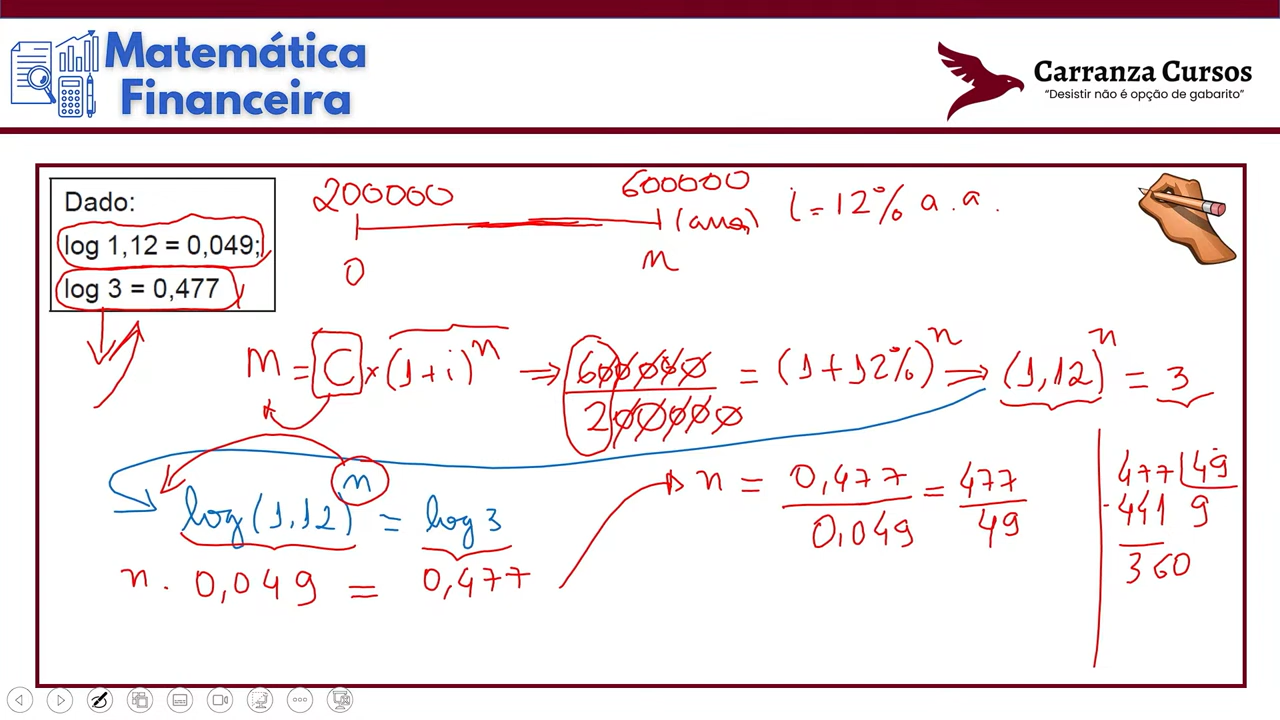 Matemática
Financeira
Carranza Cursos
“Desistir não é opção de gabarito”
Dado:
log 1,12 = 0,049;
log 3 = 0,477
200000
600000
(anos)
i = 12% a.a.
0
n
M = C × (1+i)^n ⇒ 600000/200000 = (1+12%)^n ⇒ (1,12)^n = 3
log(1,12)^n = log 3
n . 0,049 = 0,477
n = 0,477/0,049 = 477/49
477 49
- 441 9
360